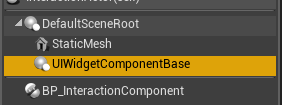 DefaultSceneRoot
StaticMesh
UIWidgetComponentBase
BP_InteractionComponent